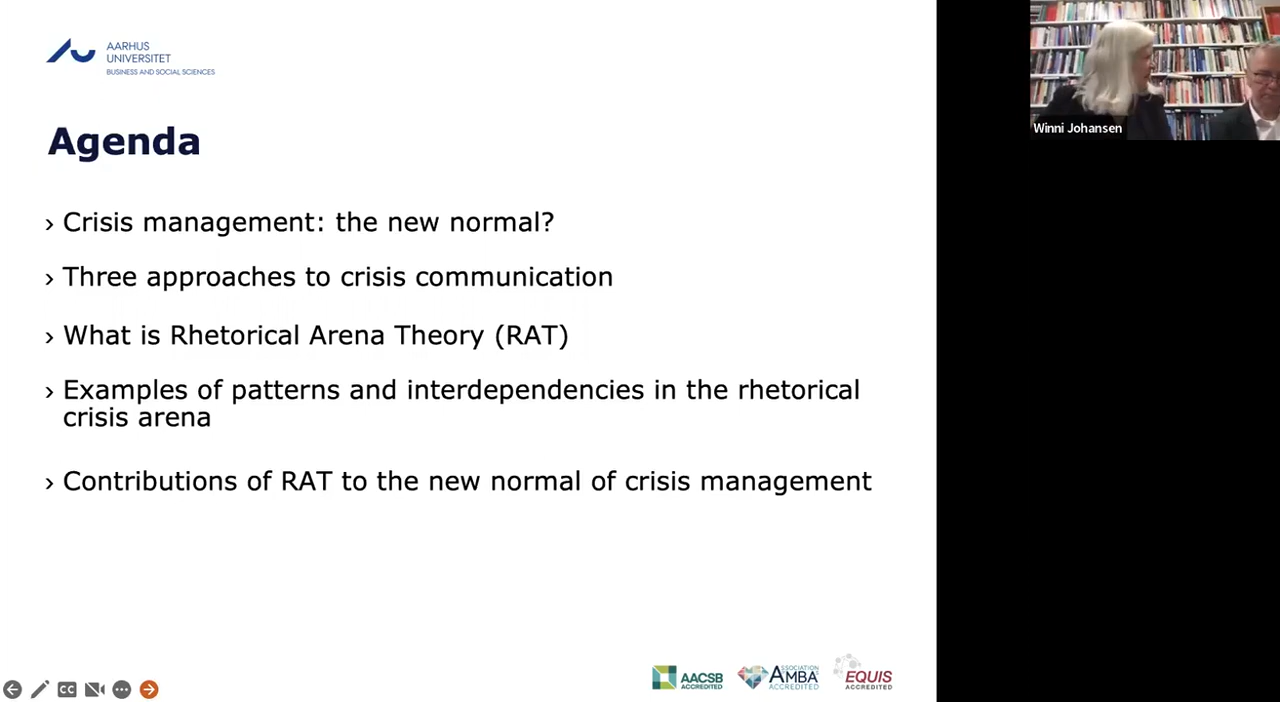 AARHUS
UNIVERSITET
BUSINESS AND SOCIAL SCIENCES
Winni Johansen
Agenda
› Crisis management: the new normal?
› Three approaches to crisis communication
› What is Rhetorical Arena Theory (RAT)
› Examples of patterns and interdependencies in the rhetorical
crisis arena
› Contributions of RAT to the new normal of crisis management
AACSB
ACCREDITED
ASSOCIATION
AMBA
ACCREDITED
EQUIS
ACCREDITED
CC